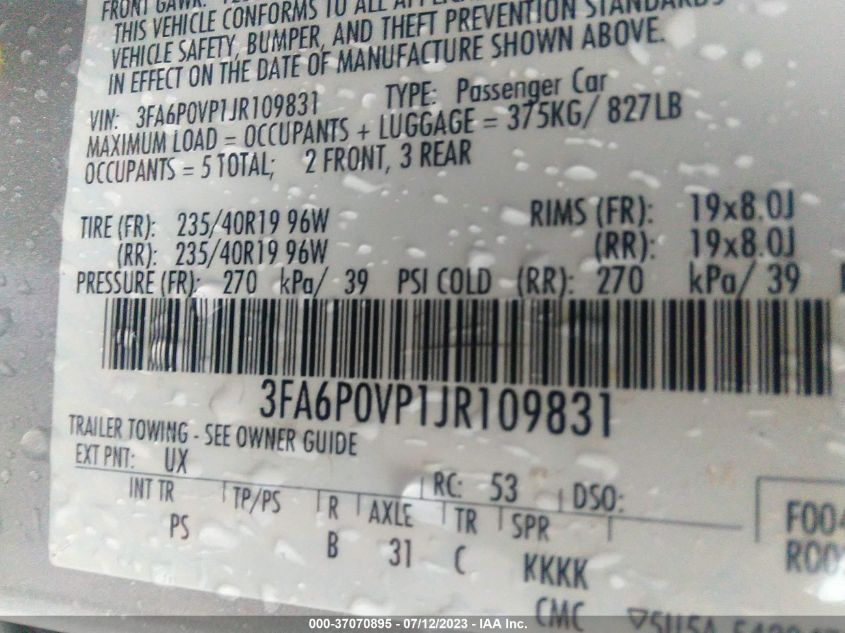 FRONT GAWR:
THIS VEHICLE CONFORMS TO ALL
VEHICLE SAFETY, BUMPER, AND THEFT PREVENTION STANDARDS
IN EFFECT ON THE DATE OF MANUFACTURE SHOWN ABOVE.
VIN: 3FA6P0VP1JR109831 TYPE: Passenger Car
MAXIMUM LOAD = OCCUPANTS + LUGGAGE = 375KG/ 827LB
OCCUPANTS = 5 TOTAL; 2 FRONT, 3 REAR
TIRE (FR): 235/40R19 96W RIMS (FR): 19x8.0J
(RR): 235/40R19 96W (RR): 19x8.0J
PRESSURE (FR): 270 kPa/ 39 PSI COLD (RR): 270 kPa/ 39
3FA6P0VP1JR109831
TRAILER TOWING - SEE OWNER GUIDE
EXT PNT: UX RC: 53 DSO:
INT TR TP/PS R AXLE TR SPR
PS B 31 C KKKK
F004
R00
CMC
000-37070895 - 07/12/2023 - IAA Inc.